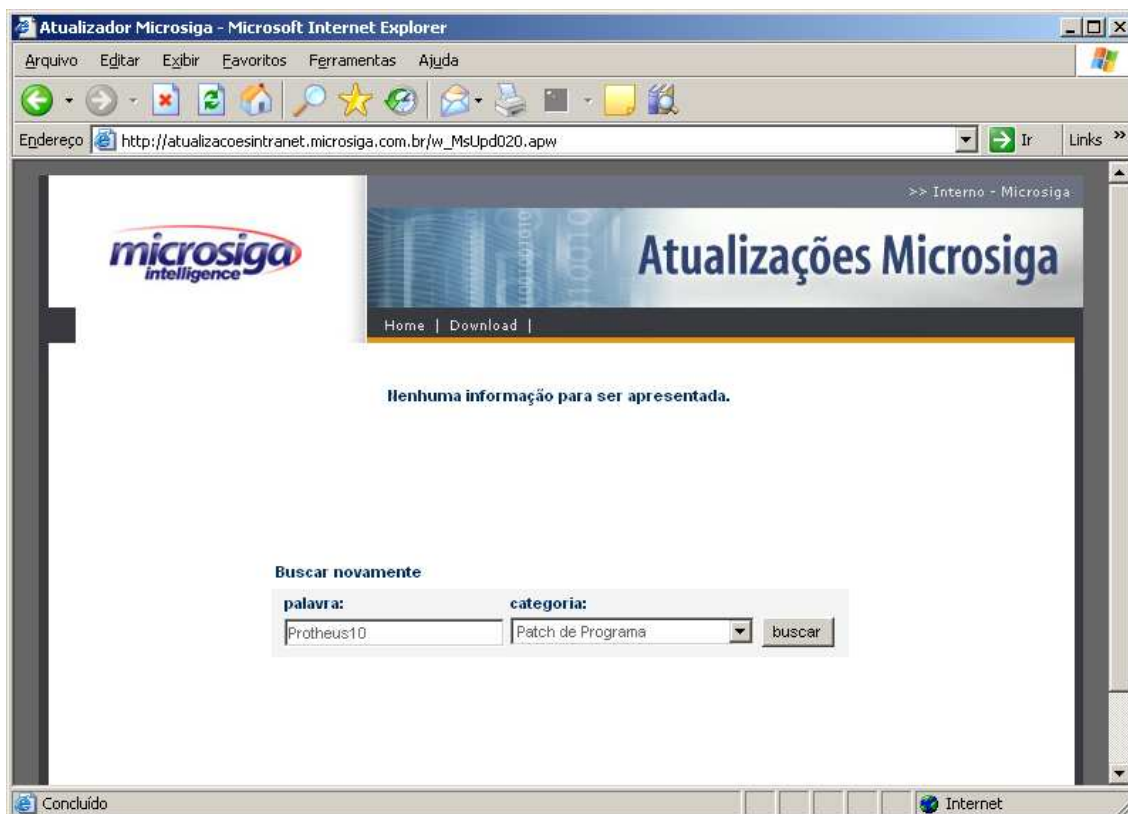 Atualizador Microsiga - Microsoft Internet Explorer
Arquivo Editar Exibir Favoritos Ferramentas Ajuda
Endereço http://atualizacoesintranet.microsiga.com.br/w_MsUpd020.apw Ir Links »
>> Interno - Microsiga
microsiga
intelligence
Atualizações Microsiga
Home | Download |
Nenhuma informação para ser apresentada.
Buscar novamente
palavra: categoria:
Protheus10 Patch de Programa buscar
Concluído Internet